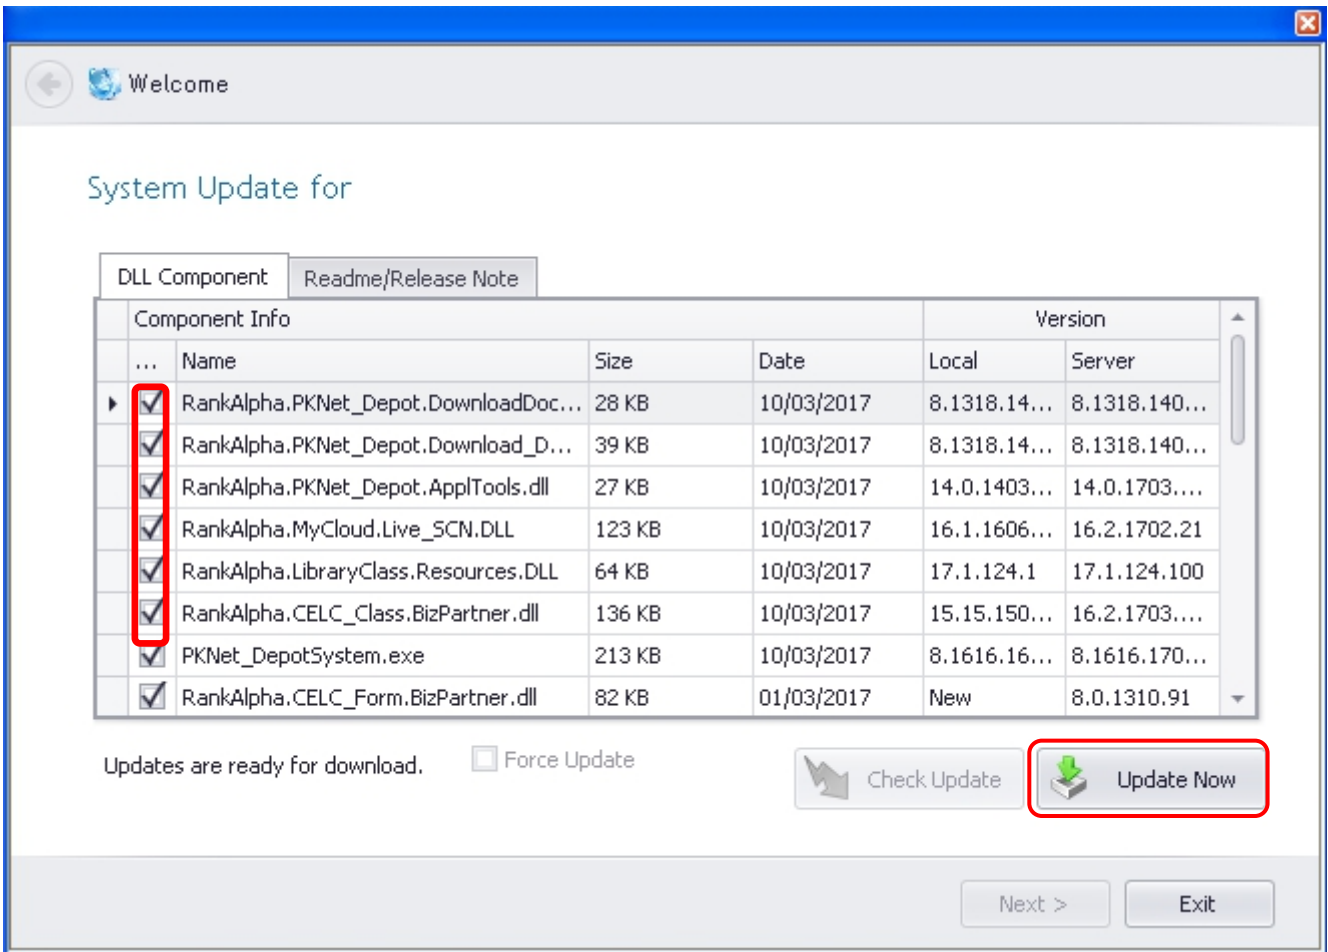 Welcome
System Update for
DLL Component Readme/Release Note
Component Info Version
... Name Size Date Local Server
RankAlpha.PKNet_Depot.DownloadDoc... 28 KB 10/03/2017 8.1318.14... 8.1318.140...
RankAlpha.PKNet_Depot.Download_D... 39 KB 10/03/2017 8.1318.14... 8.1318.140...
RankAlpha.PKNet_Depot.ApplTools.dll 27 KB 10/03/2017 14.0.1403... 14.0.1703....
RankAlpha.MyCloud.Live_SCN.DLL 123 KB 10/03/2017 16.1.1606... 16.2.1702.21
RankAlpha.LibraryClass.Resources.DLL 64 KB 10/03/2017 17.1.124.1 17.1.124.100
RankAlpha.CELC_Class.BizPartner.dll 136 KB 10/03/2017 15.15.150... 16.2.1703....
PKNet_DepotSystem.exe 213 KB 10/03/2017 8.1616.16... 8.1616.170...
RankAlpha.CELC_Form.BizPartner.dll 82 KB 01/03/2017 New 8.0.1310.91
Updates are ready for download. Force Update Check Update Update Now
Next > Exit